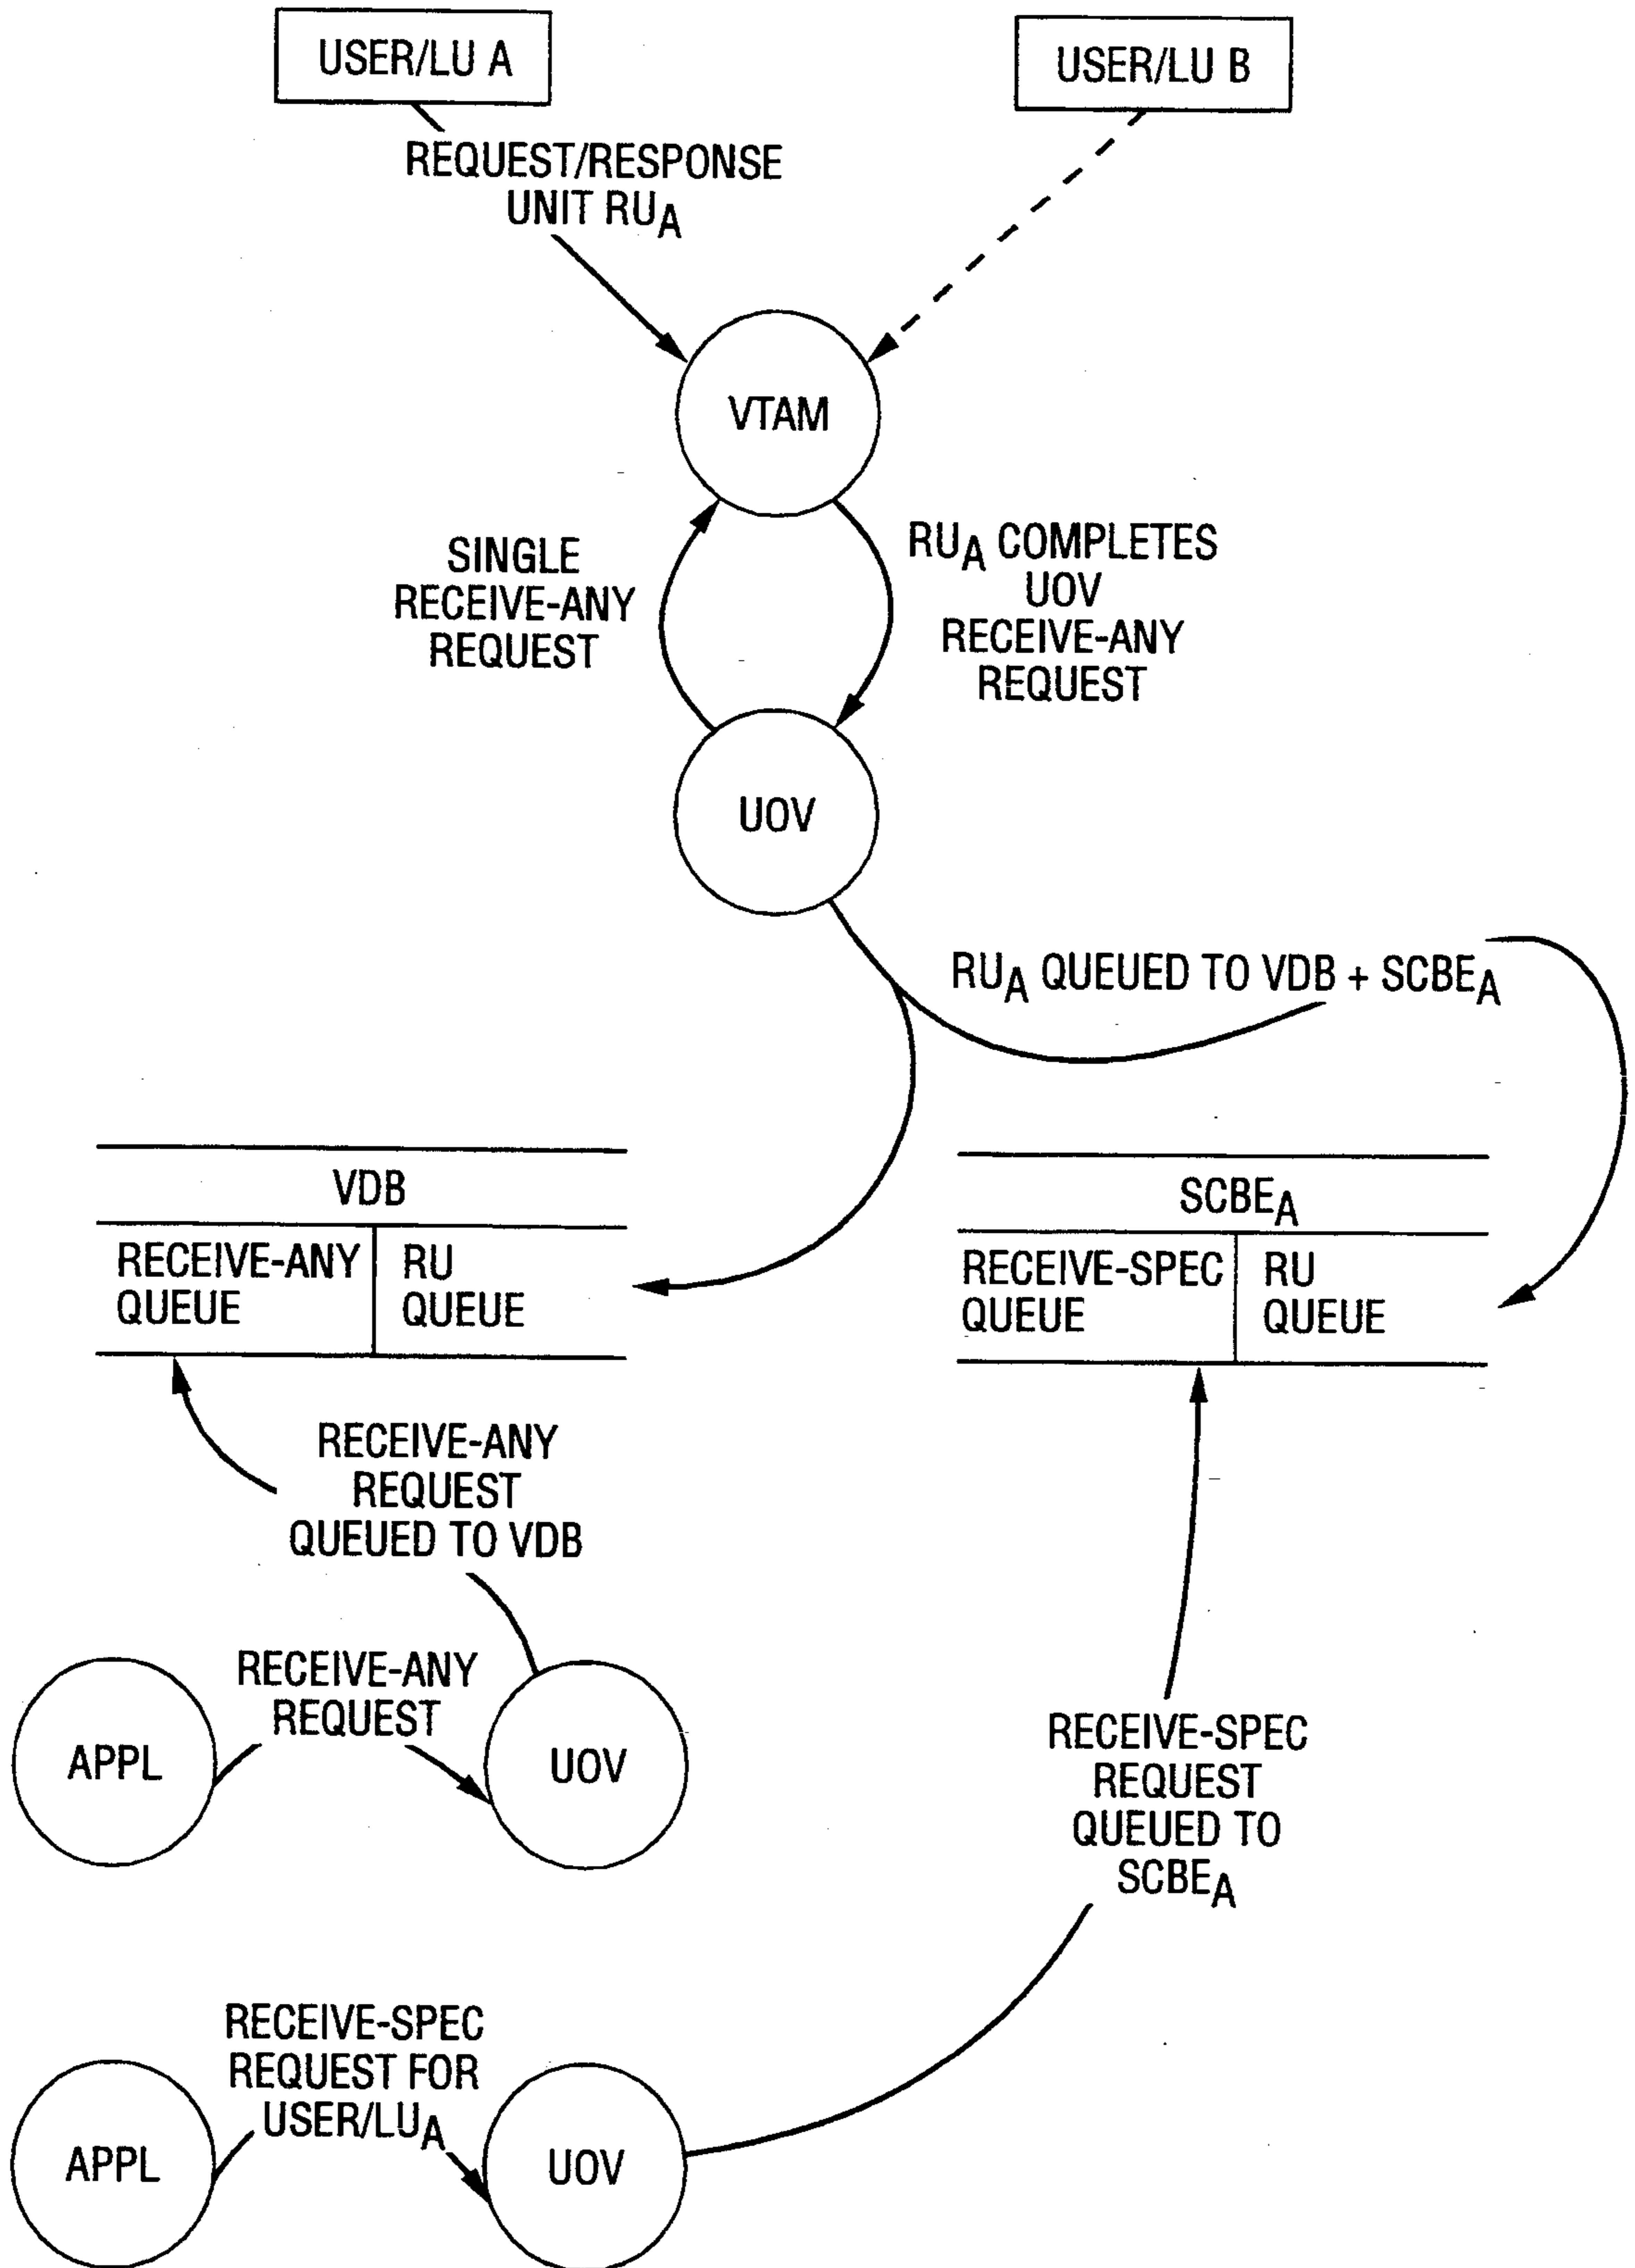 USER/LU A
USER/LU B
REQUEST/RESPONSE
UNIT RUA
VTAM
SINGLE
RECEIVE-ANY
REQUEST
RUA COMPLETES
UOV
RECEIVE-ANY
REQUEST
UOV
RUA QUEUED TO VDB + SCBEA
VDB
RECEIVE-ANY
QUEUE
RU
QUEUE
SCBEA
RECEIVE-SPEC
QUEUE
RU
QUEUE
RECEIVE-ANY
REQUEST
QUEUED TO VDB
RECEIVE-ANY
REQUEST
APPL
UOV
RECEIVE-SPEC
REQUEST
QUEUED TO
SCBEA
RECEIVE-SPEC
REQUEST FOR
USER/LUA
APPL
UOV